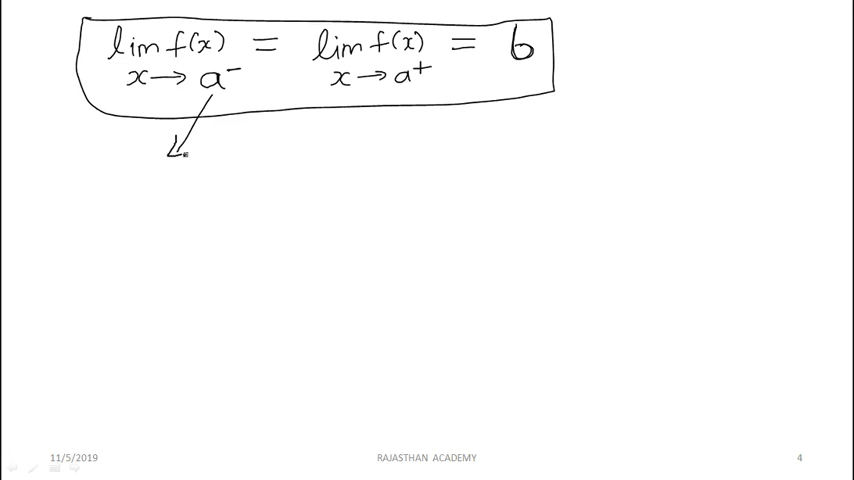 lim f(x) = lim f(x) = b
x → a⁻ x → a⁺
11/5/2019 RAJASTHAN ACADEMY 4